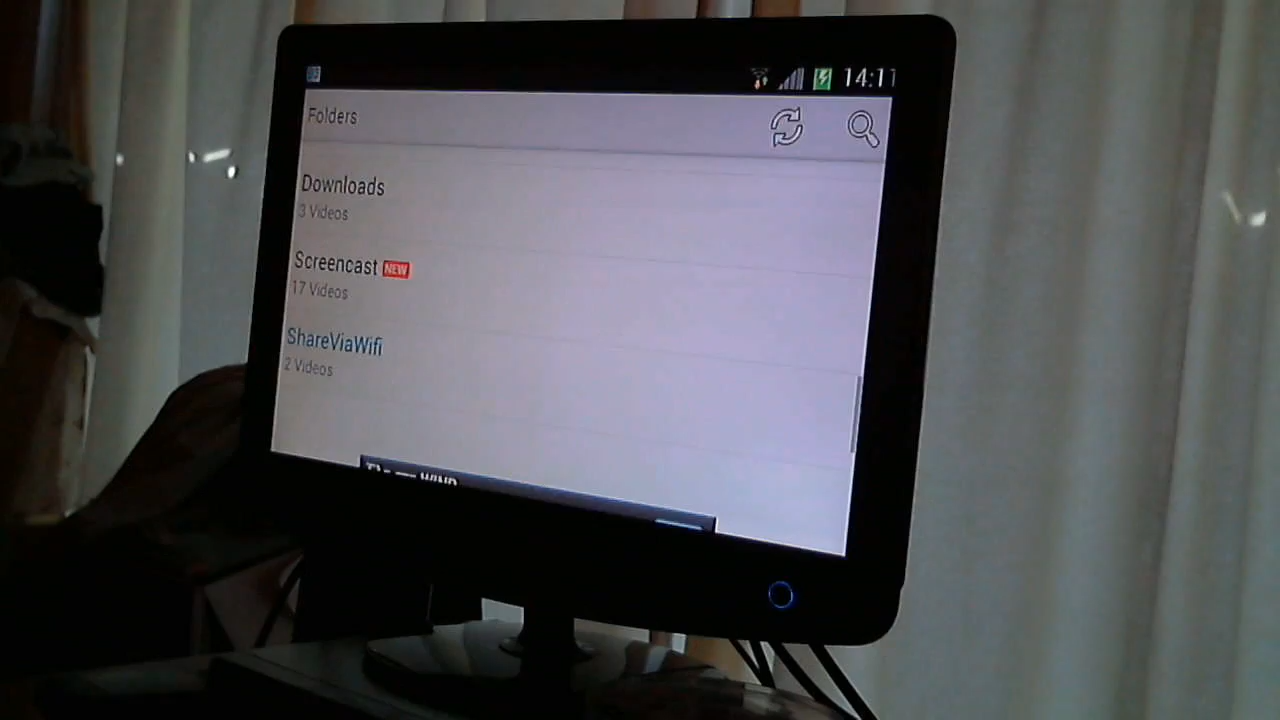 14:11
Folders
Downloads
3 Videos
Screencast NEW
17 Videos
ShareViaWifi
2 Videos